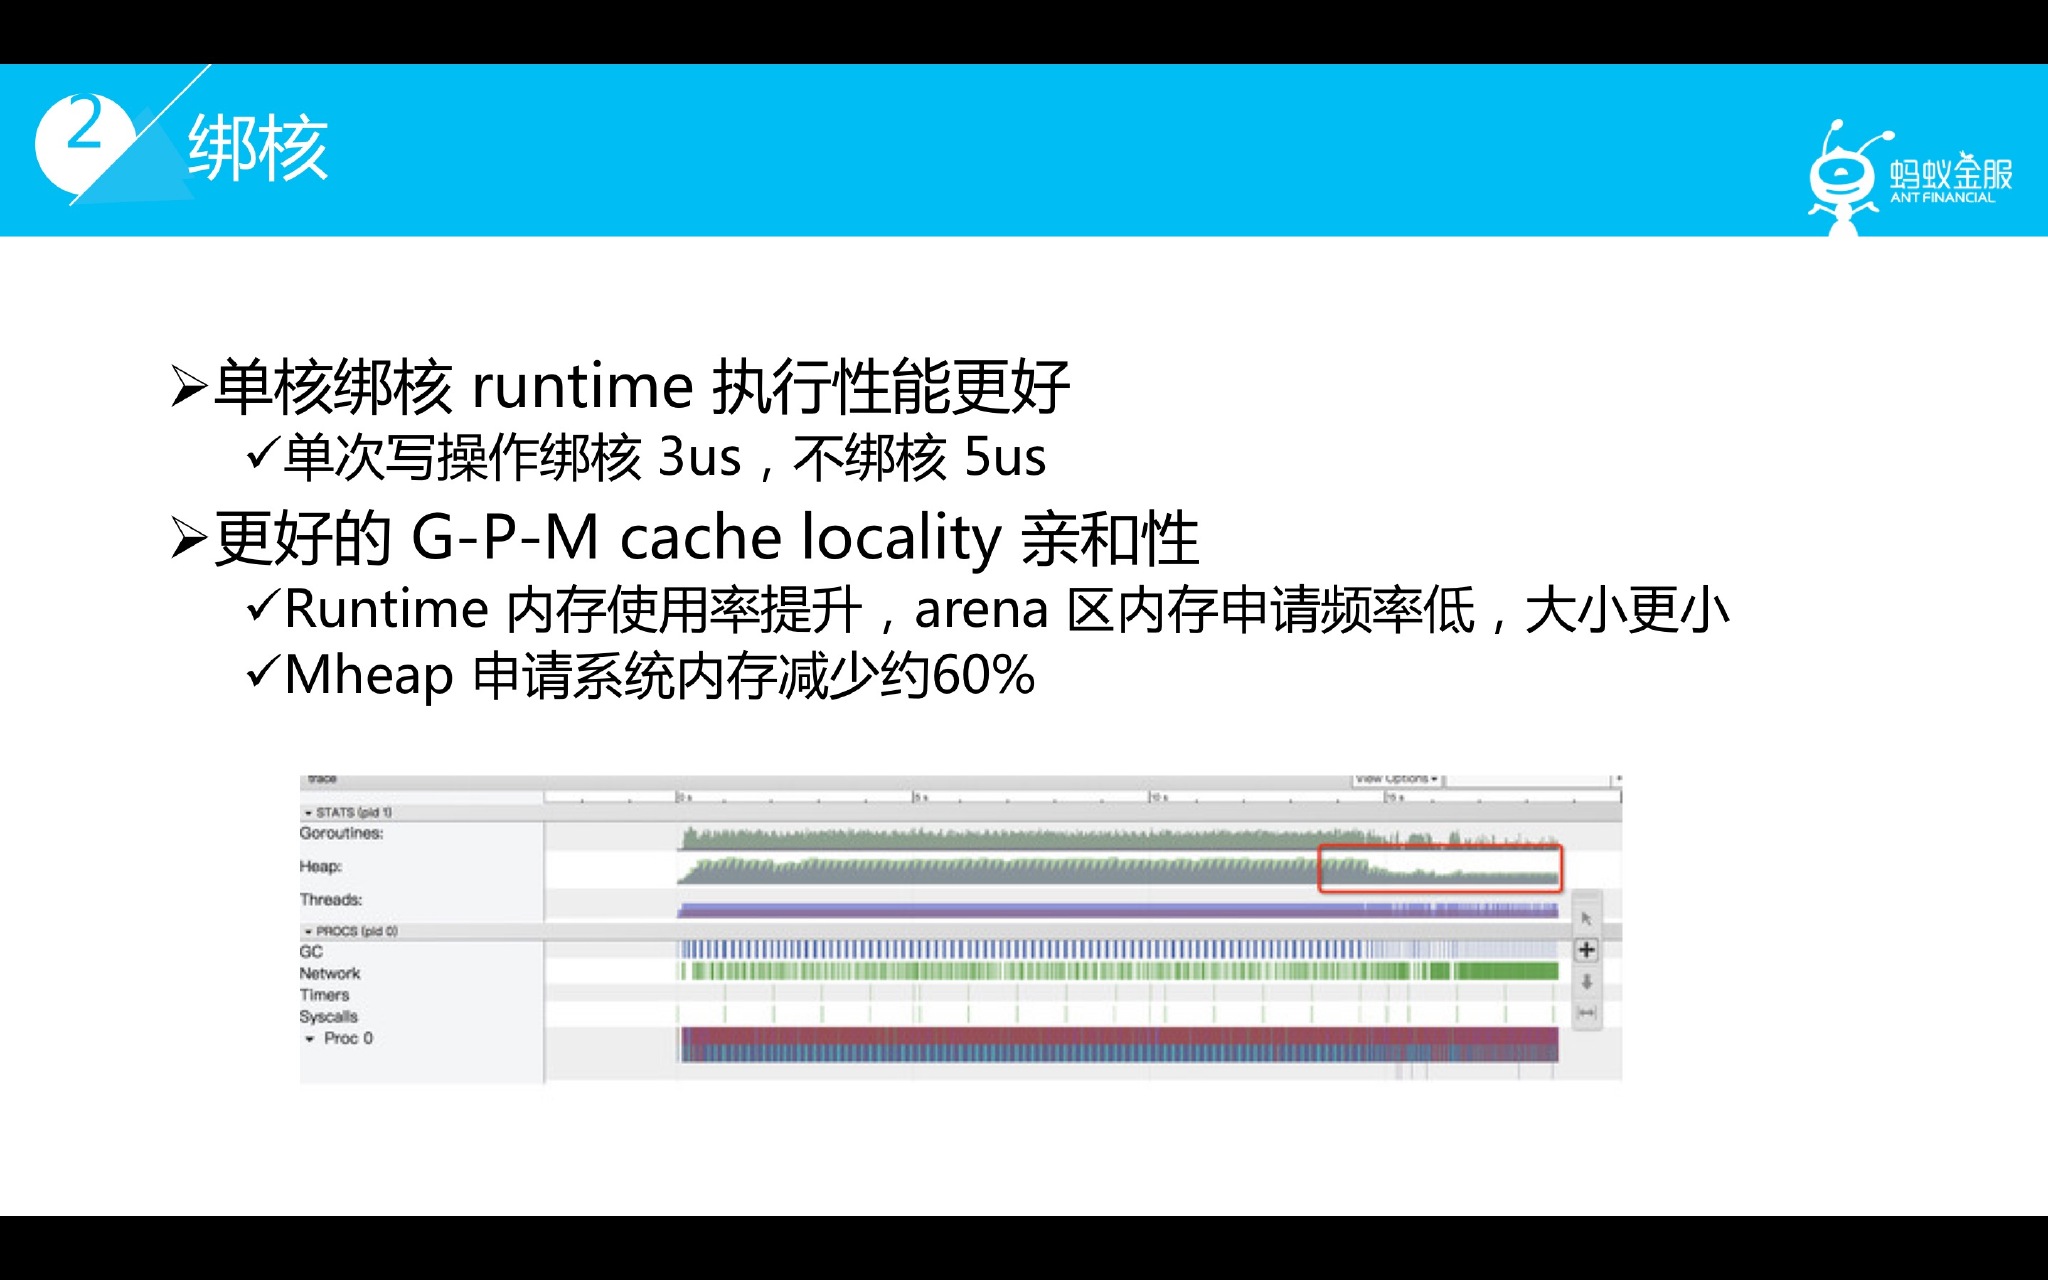 2
绑核
蚂蚁金服
ANT FINANCIAL
➢单核绑核 runtime 执行性能更好
✓单次写操作绑核 3us，不绑核 5us
➢更好的 G-P-M cache locality 亲和性
✓Runtime 内存使用率提升，arena 区内存申请频率低，大小更小
✓Mheap 申请系统内存减少约60%
trace
View Options
0 s 5 s 10 s 15 s
STATS (pid 1)
Goroutines:
Heap:
Threads:
PROCS (pid 0)
GC
Network
Timers
Syscalls
Proc 0